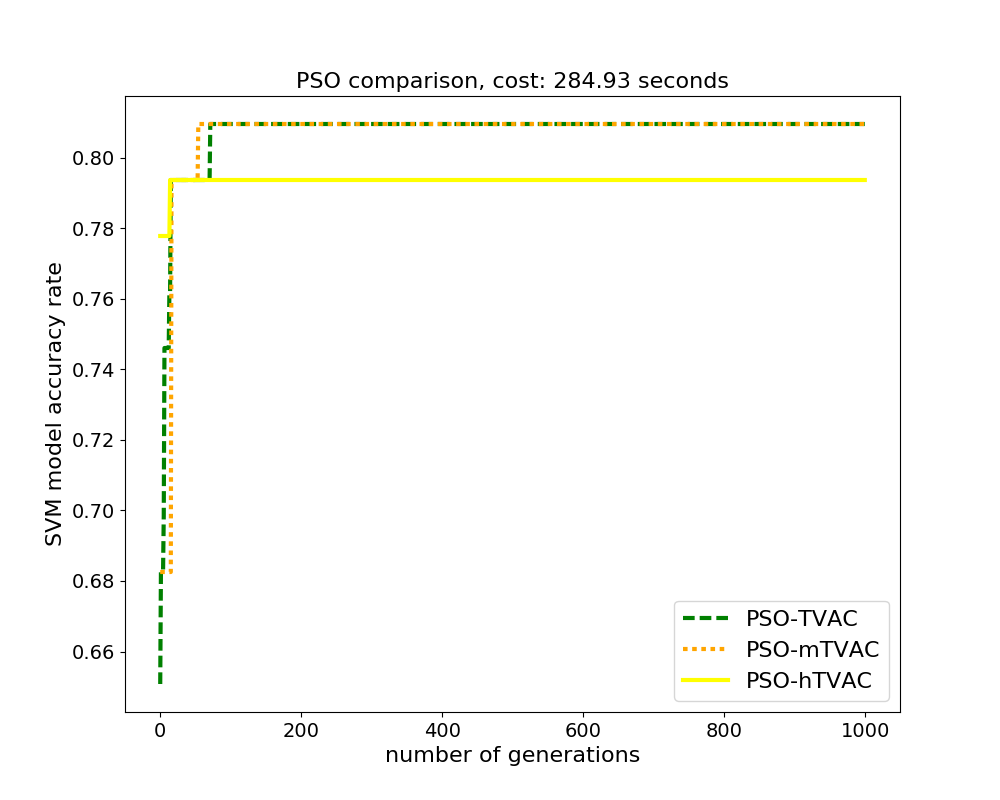 PSO comparison, cost: 284.93 seconds
SVM model accuracy rate
0.80
0.78
0.76
0.74
0.72
0.70
0.68
0.66
PSO-TVAC
PSO-mTVAC
PSO-hTVAC
0 200 400 600 800 1000
number of generations